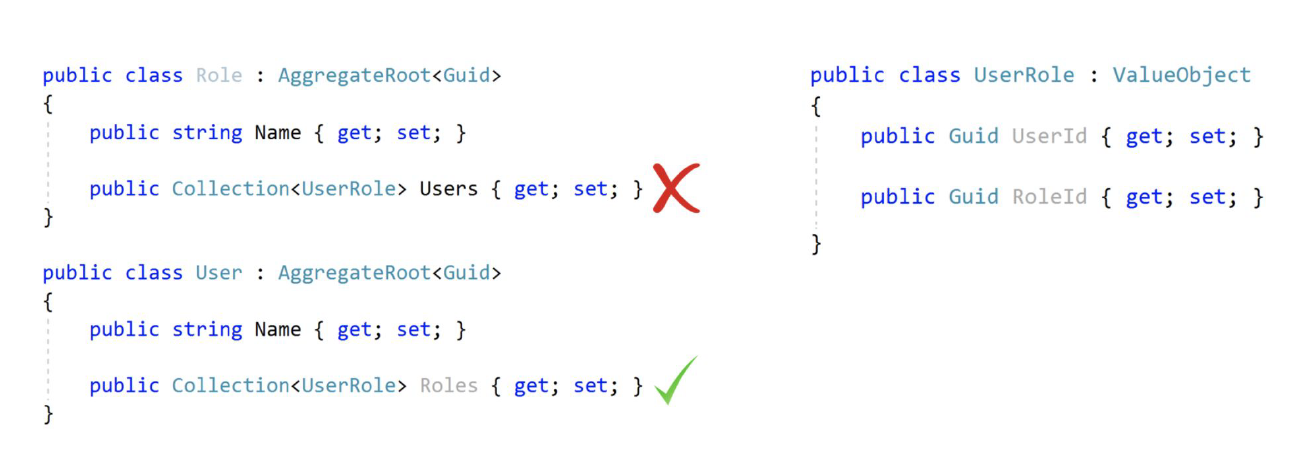 public class Role : AggregateRoot<Guid>
{
public string Name { get; set; }
public Collection<UserRole> Users { get; set; }
}
public class User : AggregateRoot<Guid>
{
public string Name { get; set; }
public Collection<UserRole> Roles { get; set; }
}
public class UserRole : ValueObject
{
public Guid UserId { get; set; }
public Guid RoleId { get; set; }
}